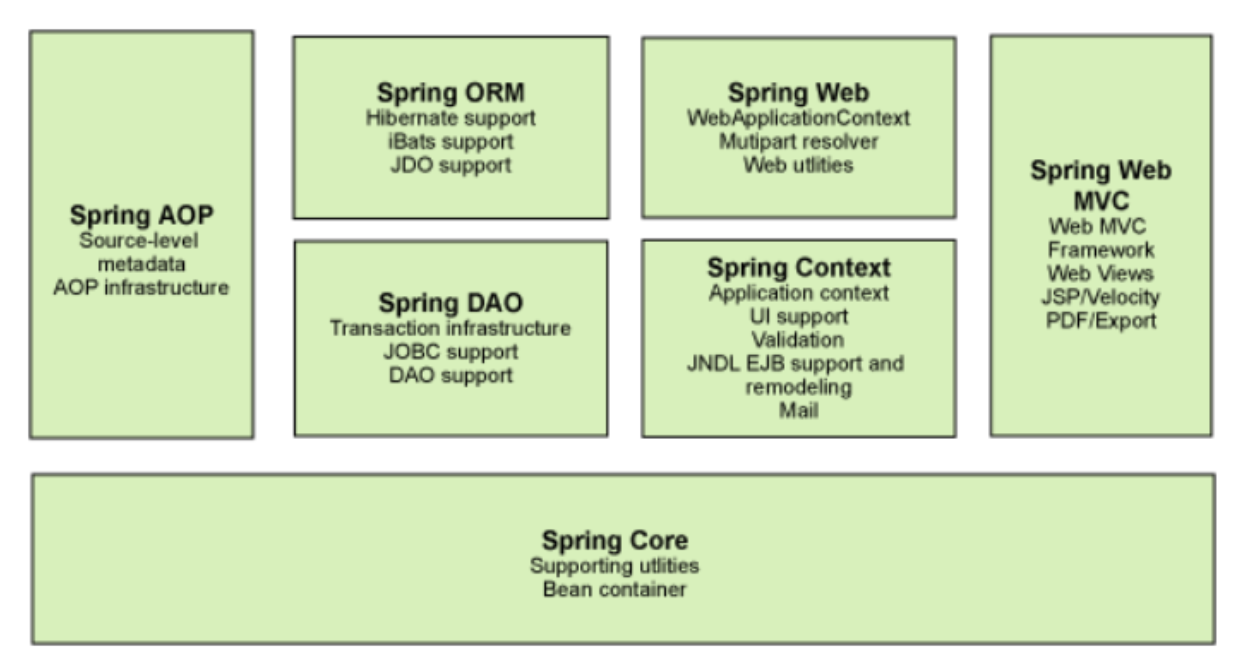 Spring AOP
Source-level
metadata
AOP infrastructure
Spring ORM
Hibernate support
iBats support
JDO support
Spring DAO
Transaction infrastructure
JOBC support
DAO support
Spring Web
WebApplicationContext
Mutipart resolver
Web utlities
Spring Context
Application context
UI support
Validation
JNDL EJB support and
remodeling
Mail
Spring Web
MVC
Web MVC
Framework
Web Views
JSP/Velocity
PDF/Export
Spring Core
Supporting utlities
Bean container